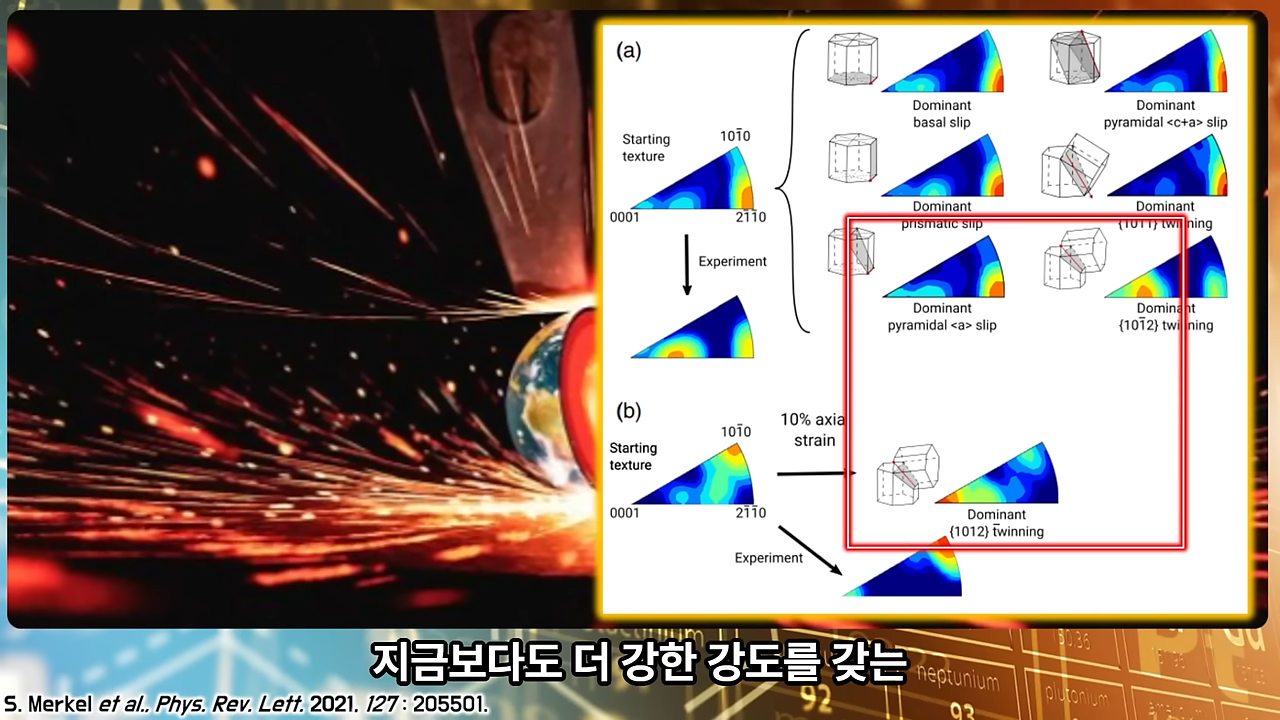 (a)
Starting
texture
101̄0
0001
21̄1̄0
Experiment
Dominant
basal slip
Dominant
pyramidal <c+a> slip
Dominant
prismatic slip
Dominant
{101̄1} twinning
Dominant
pyramidal <a> slip
Dominant
{101̄2} twinning
(b)
Starting
texture
101̄0
0001
21̄1̄0
10% axia
strain
Experiment
Dominant
{1012} twinning
지금보다도 더 강한 강도를 갖는
neptunium
plutonium
92
93
S. Merkel et al., Phys. Rev. Lett. 2021. 127 : 205501.